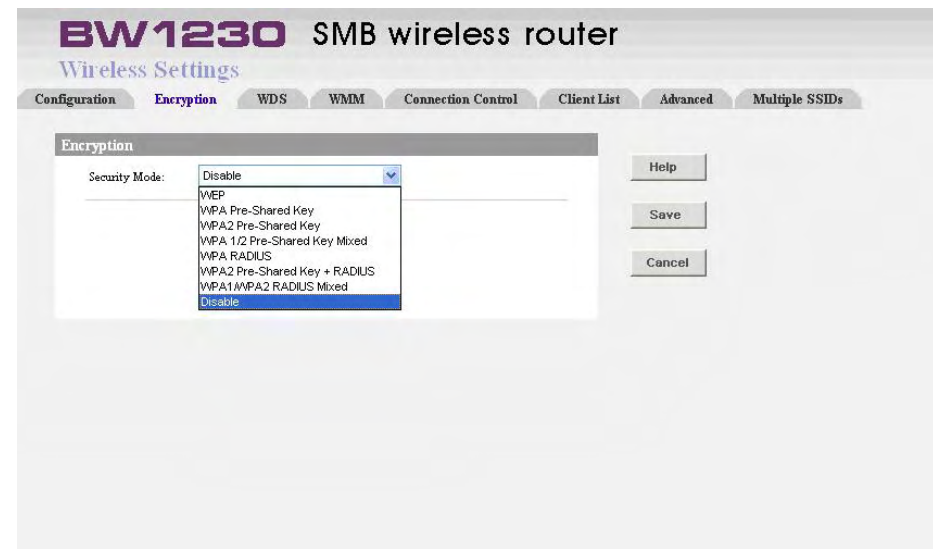 BW1230 SMB wireless router
Wireless Settings
Configuration Encryption WDS WMM Connection Control Client List Advanced Multiple SSIDs
Encryption
Security Mode: Disable
WEP
WPA Pre-Shared Key
WPA2 Pre-Shared Key
WPA 1/2 Pre-Shared Key Mixed
WPA RADIUS
WPA2 Pre-Shared Key + RADIUS
WPA1/WPA2 RADIUS Mixed
Disable
Help
Save
Cancel